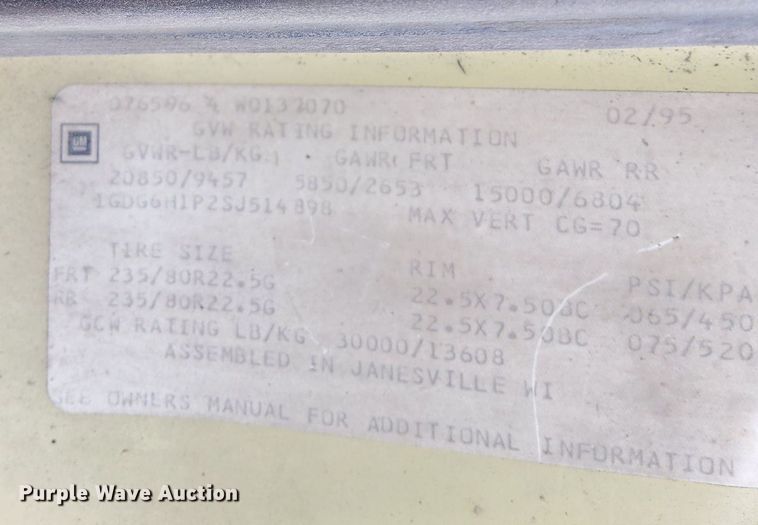 076596 4 W0137070 02/95
GVW RATING INFORMATION
GM
GVWR-LB/KG GAWR FRT GAWR RR
20850/9457 5850/2653 15000/6804
1GDG6H1P2SJ514898 MAX VERT CG=70
TIRE SIZE RIM PSI/KPA
FRT 235/80R22.5G 22.5X7.50BC 065/450
RR 235/80R22.5G 22.5X7.50BC 075/520
GCW RATING LB/KG 30000/13608
ASSEMBLED IN JANESVILLE WI
SEE OWNERS MANUAL FOR ADDITIONAL INFORMATION
Purple Wave Auction